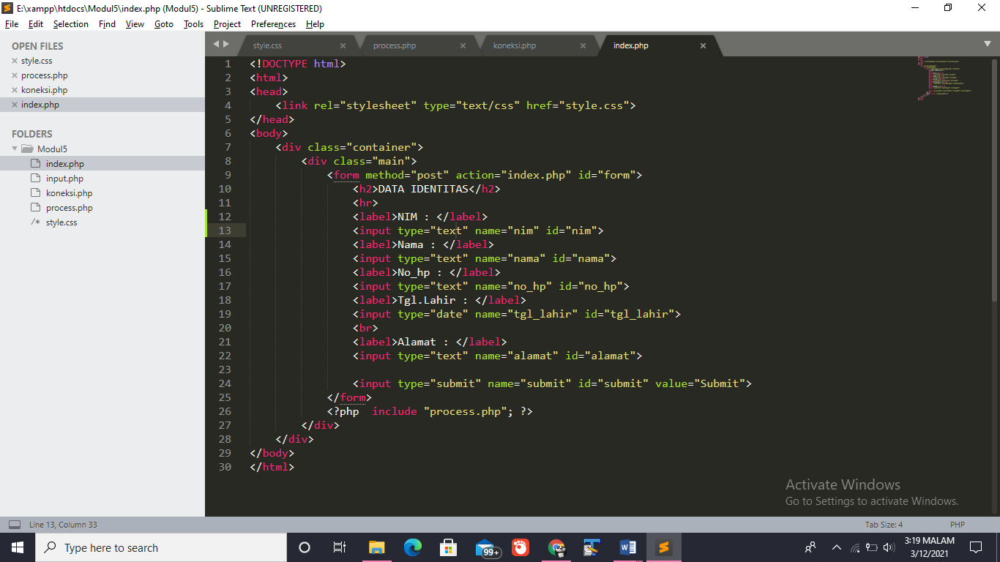 E:\xampp\htdocs\Modul5\index.php (Modul5) - Sublime Text (UNREGISTERED)
File Edit Selection Find View Goto Tools Project Preferences Help
OPEN FILES
style.css
process.php
koneksi.php
index.php
FOLDERS
Modul5
index.php
input.php
koneksi.php
process.php
/* style.css
style.css process.php koneksi.php index.php
1 <!DOCTYPE html>
2 <html>
3 <head>
4 <link rel="stylesheet" type="text/css" href="style.css">
5 </head>
6 <body>
7 <div class="container">
8 <div class="main">
9 <form method="post" action="index.php" id="form">
10 <h2>DATA IDENTITAS</h2>
11 <hr>
12 <label>NIM : </label>
13 <input type="text" name="nim" id="nim">
14 <label>Nama : </label>
15 <input type="text" name="nama" id="nama">
16 <label>No_hp : </label>
17 <input type="text" name="no_hp" id="no_hp">
18 <label>Tgl.Lahir : </label>
19 <input type="date" name="tgl_lahir" id="tgl_lahir">
20 <br>
21 <label>Alamat : </label>
22 <input type="text" name="alamat" id="alamat">
23
24 <input type="submit" name="submit" id="submit" value="Submit">
25 </form>
26 <?php  include "process.php"; ?>
27 </div>
28 </div>
29 </body>
30 </html>
Activate Windows
Go to Settings to activate Windows.
Line 13, Column 33 Tab Size: 4 PHP
Type here to search
99+
3:19 MALAM
3/12/2021